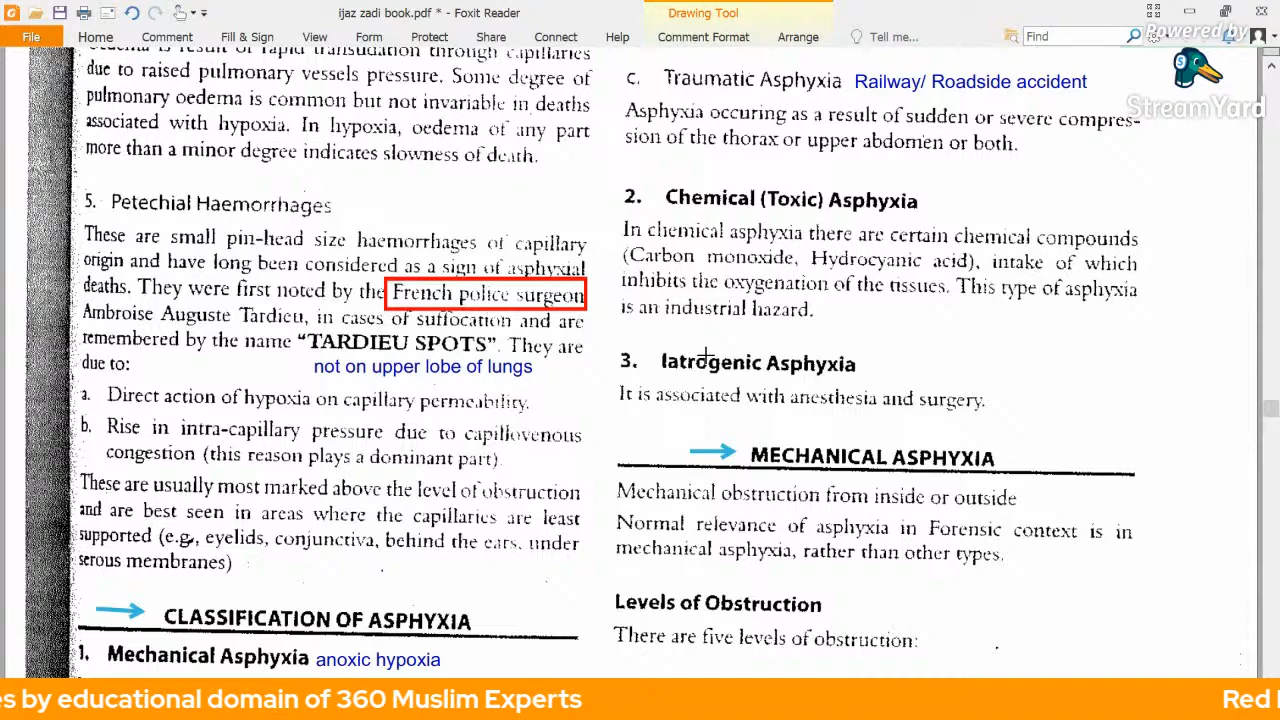 ijaz zadi book.pdf * - Foxit Reader
Drawing Tool
File Home Comment Fill & Sign View Form Protect Share Connect Help Comment Format Arrange Tell me... Find
Powered by
StreamYard
Oedema is result of rapid transudation through capillaries
due to raised pulmonary vessels pressure. Some degree of
pulmonary oedema is common but not invariable in deaths
associated with hypoxia. In hypoxia, oedema of any part
more than a minor degree indicates slowness of death.
5. Petechial Haemorrhages
These are small pin-head size haemorrhages of capillary
origin and have long been considered as a sign of asphyxial
deaths. They were first noted by the French police surgeon
Ambroise Auguste Tardieu, in cases of suffocation and are
remembered by the name “TARDIEU SPOTS”. They are
due to: not on upper lobe of lungs
a. Direct action of hypoxia on capillary permeability.
b. Rise in intra-capillary pressure due to capillovenous
congestion (this reason plays a dominant part).
These are usually most marked above the level of obstruction
and are best seen in areas where the capillaries are least
supported (e.g., eyelids, conjunctiva, behind the ears, under
serous membranes)
CLASSIFICATION OF ASPHYXIA
1. Mechanical Asphyxia anoxic hypoxia
c. Traumatic Asphyxia Railway/ Roadside accident
Asphyxia occuring as a result of sudden or severe compres-
sion of the thorax or upper abdomen or both.
2. Chemical (Toxic) Asphyxia
In chemical asphyxia there are certain chemical compounds
(Carbon monoxide, Hydrocyanic acid), intake of which
inhibits the oxygenation of the tissues. This type of asphyxia
is an industrial hazard.
3. Iatrogenic Asphyxia
It is associated with anesthesia and surgery.
MECHANICAL ASPHYXIA
Mechanical obstruction from inside or outside
Normal relevance of asphyxia in Forensic context is in
mechanical asphyxia, rather than other types.
Levels of Obstruction
There are five levels of obstruction:
es by educational domain of 360 Muslim Experts Red